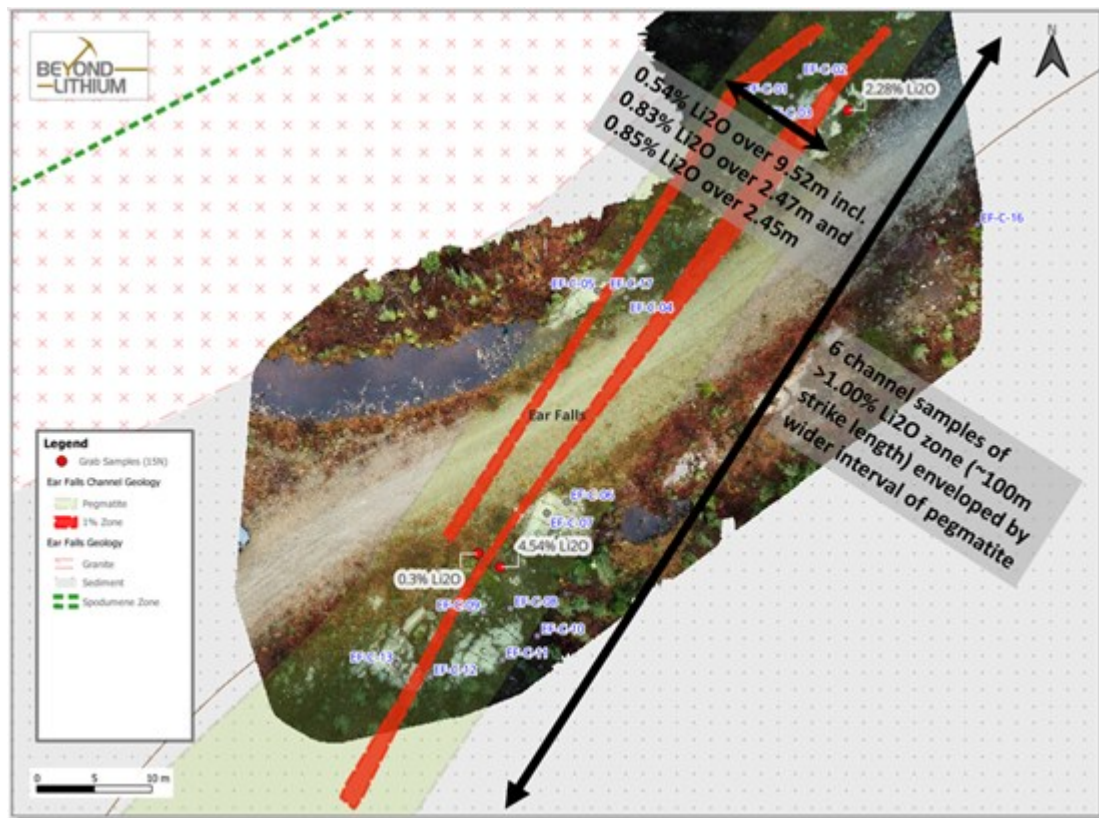 BEYOND
LITHIUM
N
EF-C-02
EF-C-01
EF-C-03
2.28% Li2O
0.54% Li2O over 9.52m incl.
0.83% Li2O over 2.47m and
0.85% Li2O over 2.45m
EF-C-16
EF-C-05
EF-C-17
EF-C-04
6 channel samples of
>1.00% Li2O zone (~100m
strike length) enveloped by
wider interval of pegmatite
Ear Falls
EF-C-06
EF-C-07
4.54% Li2O
0.3% Li2O
EF-C-09
EF-C-08
EF-C-10
EF-C-11
EF-C-13
EF-C-12
Legend
Grab Samples (15N)
Ear Falls Channel Geology
Pegmatite
1% Zone
Ear Falls Geology
Granite
Sediment
Spodumene Zone
0 5 10 m